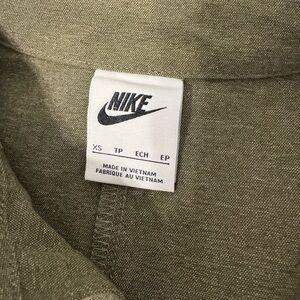 NIKE
XS TP ECH EP
MADE IN VIETNAM
FABRIQUE AU VIETNAM